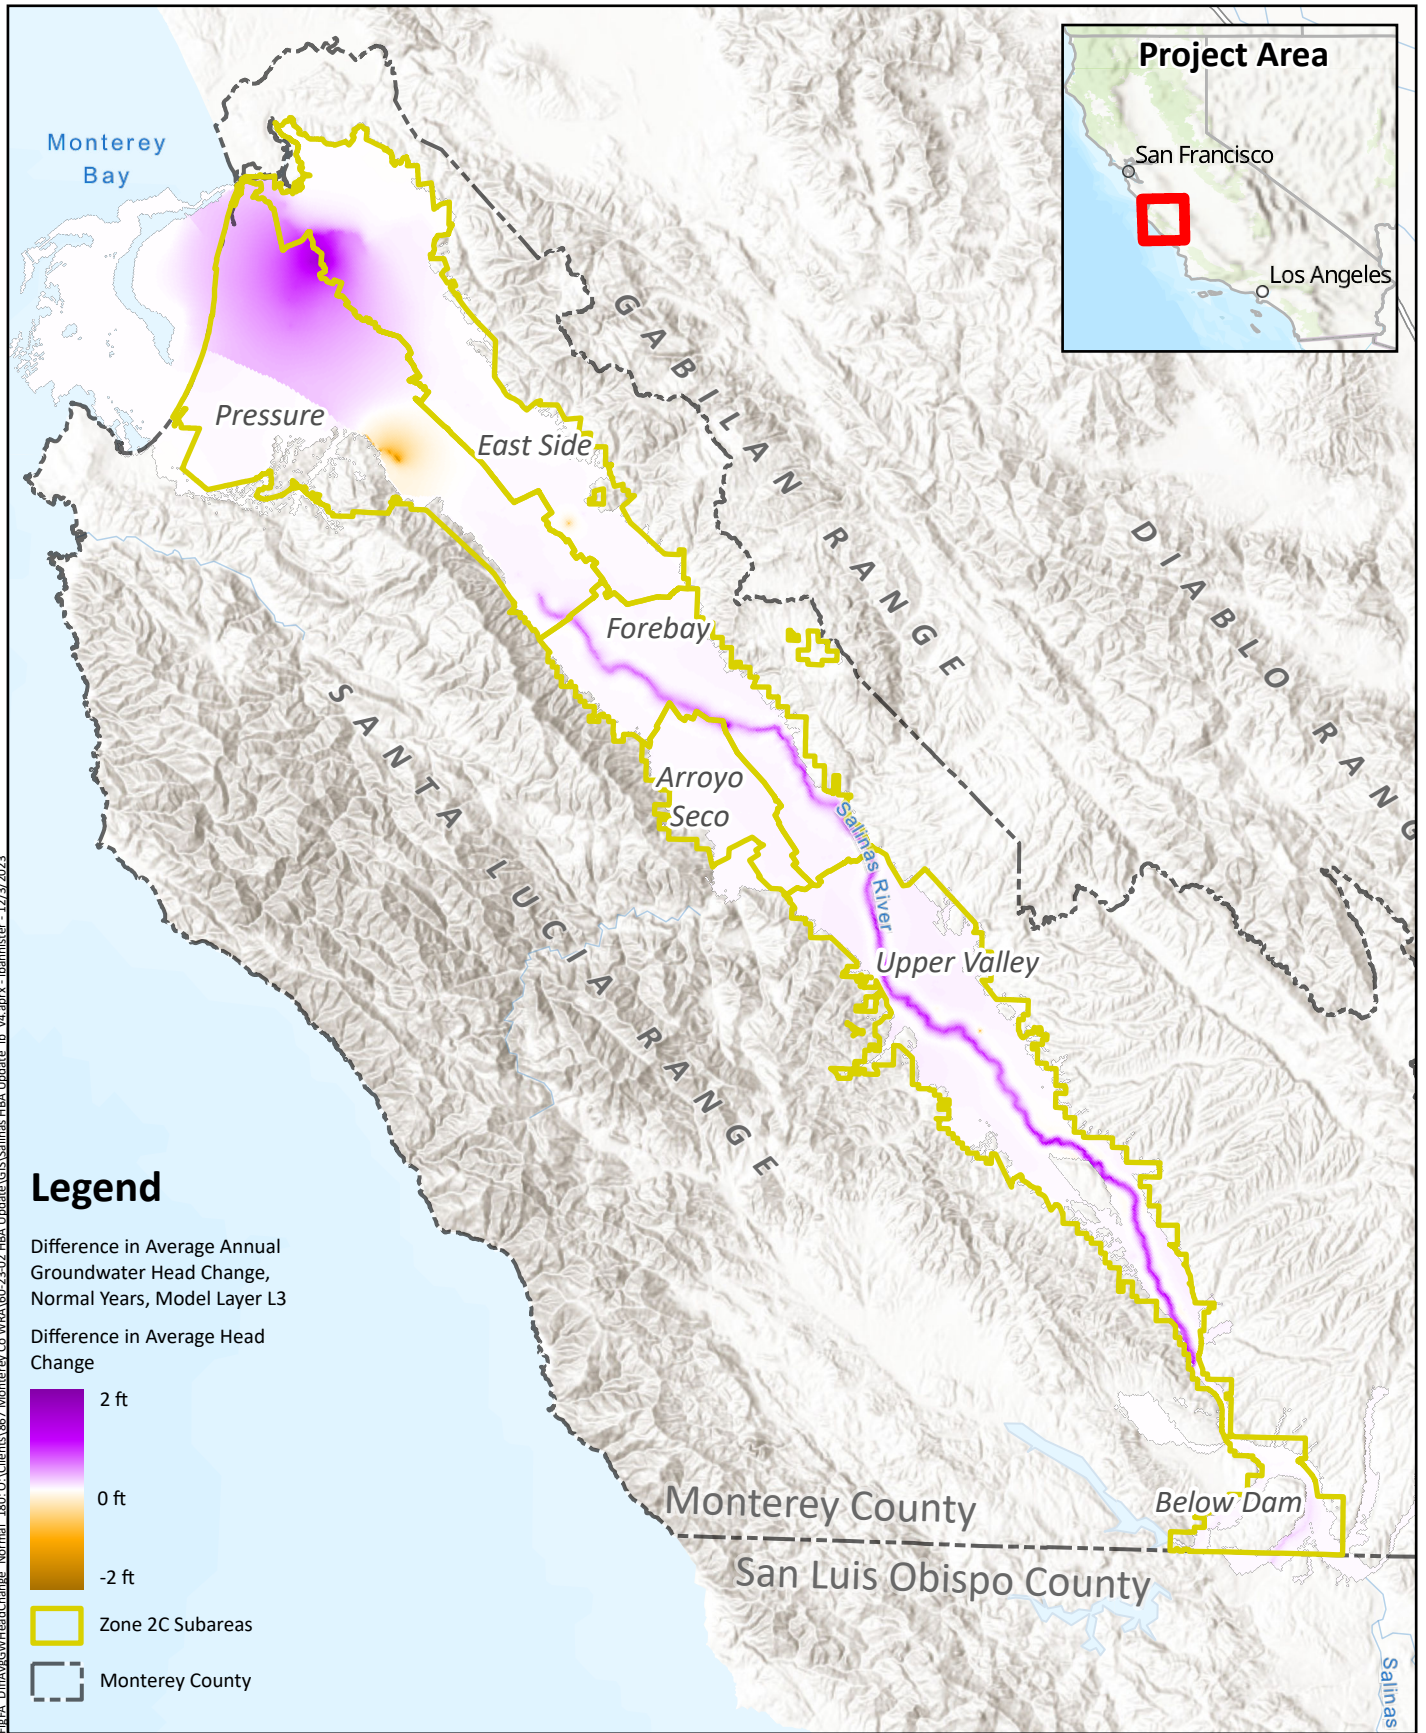 Project Area
San Francisco
Los Angeles
Monterey
Bay
GABILAN RANGE
DIABLO RANG
Pressure
East Side
Forebay
Arroyo
Seco
Salinas River
Upper Valley
SANTA LUCIA RANGE
Below Dam
Monterey County
San Luis Obispo County
Salinas
Legend
Difference in Average Annual
Groundwater Head Change,
Normal Years, Model Layer L3
Difference in Average Head
Change
2 ft
0 ft
-2 ft
Zone 2C Subareas
Monterey County